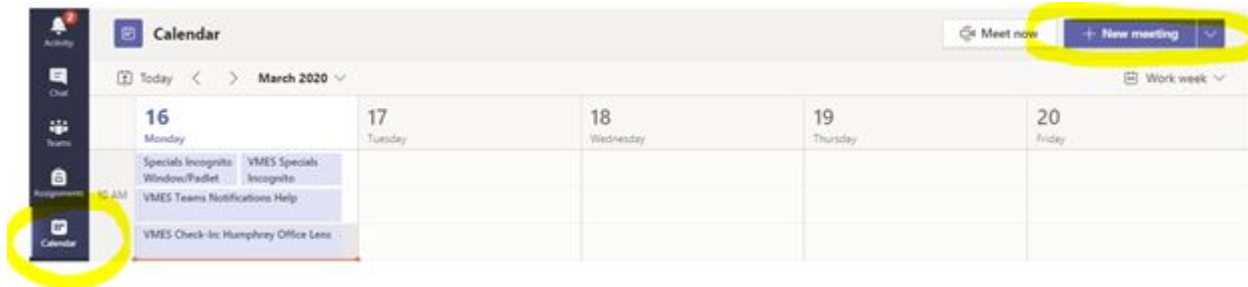 2
Activity
Chat
Teams
Assignments
Calendar
Calendar
Meet now
+ New meeting
Today < > March 2020
Work week
16
Monday
17
Tuesday
18
Wednesday
19
Thursday
20
Friday
10 AM
Specials Incognito
Window/Padlet
VMES Specials
Incognito
VMES Teams Notifications Help
VMES Check-In: Humphrey Office Lens